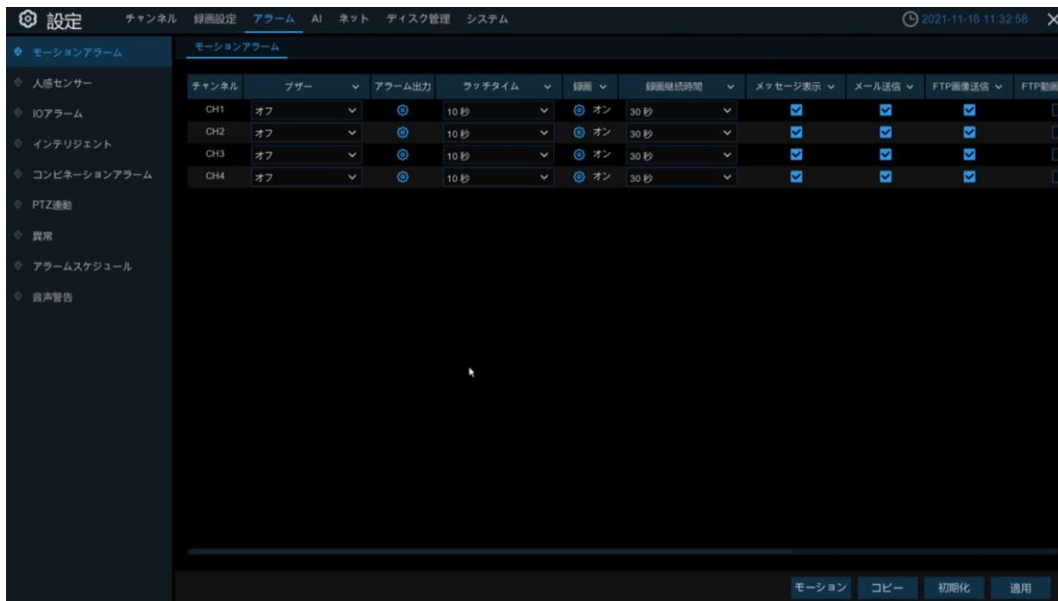 設定 チャンネル 録画設定 アラーム AI ネット ディスク管理 システム 2021-11-18 11:32:58
モーションアラーム
人感センサー
IOアラーム
インテリジェント
コンビネーションアラーム
PTZ連動
異常
アラームスケジュール
音声警告
モーションアラーム
チャンネル ブザー アラーム出力 ラッチタイム 録画 録画継続時間 メッセージ表示 メール送信 FTP画像送信 FTP動画
CH1 オフ 10 秒 オン 30 秒
CH2 オフ 10 秒 オン 30 秒
CH3 オフ 10 秒 オン 30 秒
CH4 オフ 10 秒 オン 30 秒
モーション コピー 初期化 適用